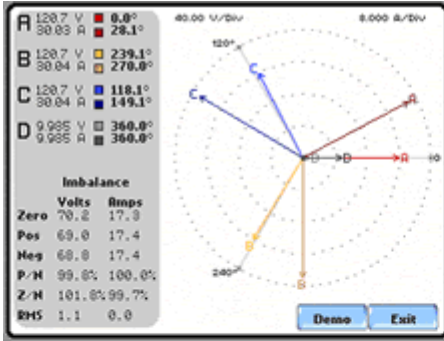 40.00 V/Div 8.000 A/Div
A 120.7 V 0.0°
30.03 A 28.1°
B 120.7 V 239.1°
30.04 A 270.0°
C 120.7 V 118.1°
30.04 A 149.1°
D 9.985 V 360.0°
9.985 A 360.0°
Imbalance
Volts Amps
Zero 70.2 17.3
Pos 69.0 17.4
Neg 68.8 17.4
P/N 99.8% 100.0%
Z/N 101.8% 99.7%
RMS 1.1 0.0
120°
C
C
A
D D A 0
B
240°
B
Demo Exit